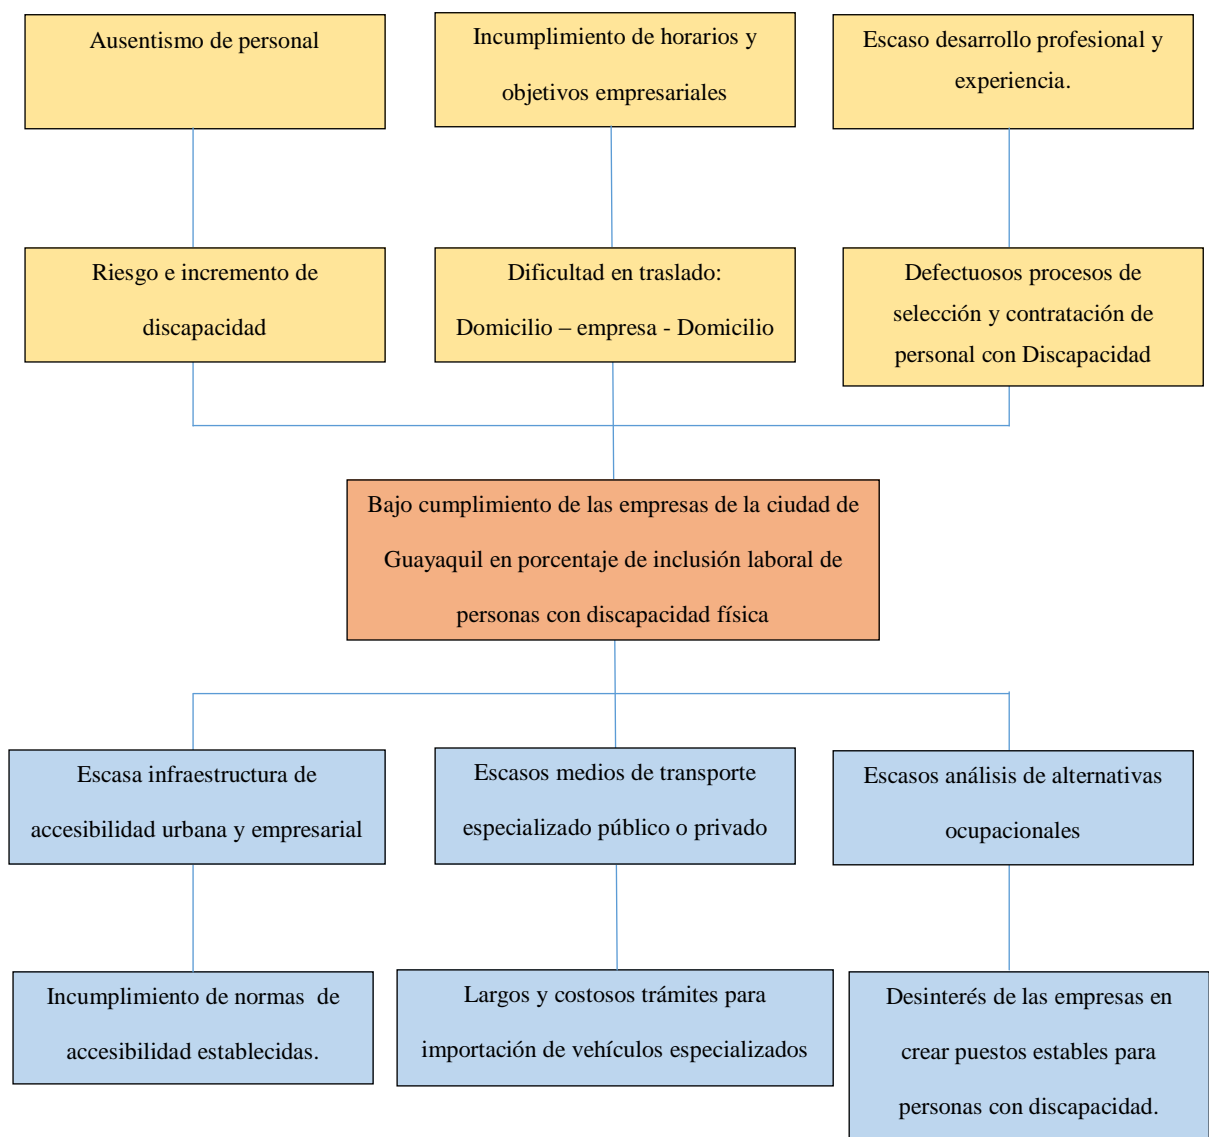 Ausentismo de personal
Incumplimiento de horarios y
objetivos empresariales
Escaso desarrollo profesional y
experiencia.
Riesgo e incremento de
discapacidad
Dificultad en traslado:
Domicilio – empresa - Domicilio
Defectuosos procesos de
selección y contratación de
personal con Discapacidad
Bajo cumplimiento de las empresas de la ciudad de
Guayaquil en porcentaje de inclusión laboral de
personas con discapacidad física
Escasa infraestructura de
accesibilidad urbana y empresarial
Escasos medios de transporte
especializado público o privado
Escasos análisis de alternativas
ocupacionales
Incumplimiento de normas  de
accesibilidad establecidas.
Largos y costosos trámites para
importación de vehículos especializados
Desinterés de las empresas en
crear puestos estables para
personas con discapacidad.